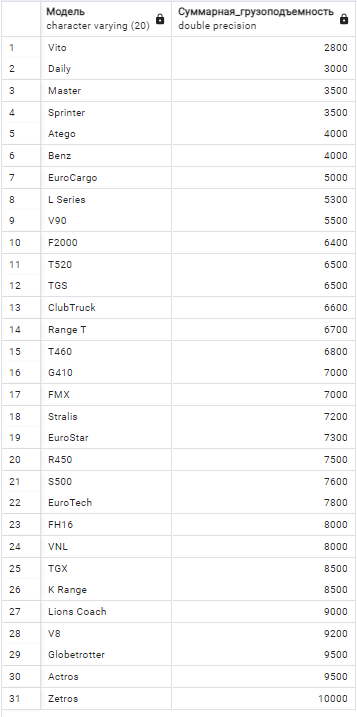 Модель Суммарная_грузоподъемность
character varying (20) double precision
1 Vito 2800
2 Daily 3000
3 Master 3500
4 Sprinter 3500
5 Atego 4000
6 Benz 4000
7 EuroCargo 5000
8 L Series 5300
9 V90 5500
10 F2000 6400
11 T520 6500
12 TGS 6500
13 ClubTruck 6600
14 Range T 6700
15 T460 6800
16 G410 7000
17 FMX 7000
18 Stralis 7200
19 EuroStar 7300
20 R450 7500
21 S500 7600
22 EuroTech 7800
23 FH16 8000
24 VNL 8000
25 TGX 8500
26 K Range 8500
27 Lions Coach 9000
28 V8 9200
29 Globetrotter 9500
30 Actros 9500
31 Zetros 10000